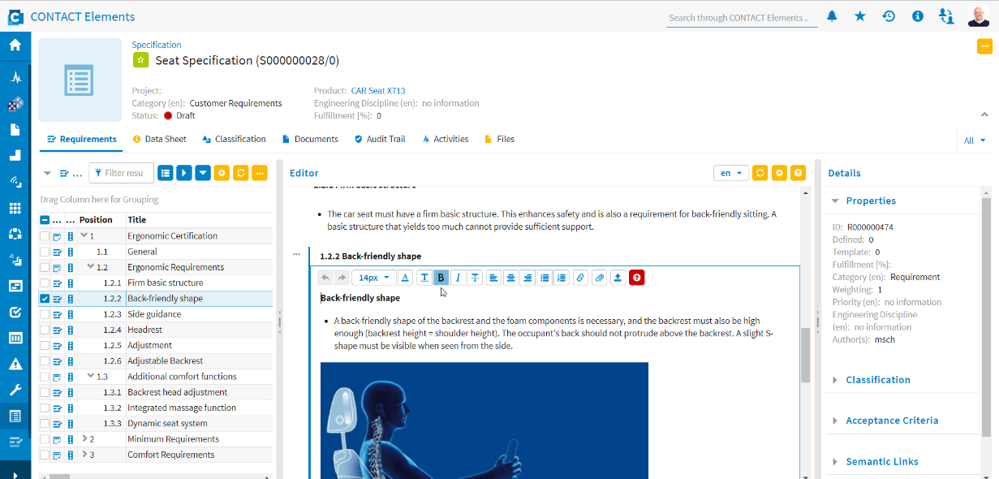 CONTACT Elements
Search through CONTACT Elements ..
Specification
Seat Specification (S000000028/0)
Project:
Category (en): Customer Requirements
Status: Draft
Product: CAR Seat X713
Engineering Discipline (en): no information
Fulfillment [%]: 0
Requirements
Data Sheet
Classification
Documents
Audit Trail
Activities
Files
All
...
Filter resu
Drag Column here for Grouping
... ... Position Title
1 Ergonomic Certification
1.1 General
1.2 Ergonomic Requirements
1.2.1 Firm basic structure
1.2.2 Back-friendly shape
1.2.3 Side guidance
1.2.4 Headrest
1.2.5 Adjustment
1.2.6 Adjustable Backrest
1.3 Additional comfort functions
1.3.1 Backrest head adjustment
1.3.2 Integrated massage function
1.3.3 Dynamic seat system
2 Minimum Requirements
3 Comfort Requirements
Editor
en
1.2.1 Firm basic structure
• The car seat must have a firm basic structure. This enhances safety and is also a requirement for back-friendly sitting. A
basic structure that yields too much cannot provide sufficient support.
1.2.2 Back-friendly shape
14px A T B I T
Back-friendly shape
• A back-friendly shape of the backrest and the foam components is necessary, and the backrest must also be high
enough (backrest height = shoulder height). The occupant's back should not protrude above the backrest. A slight S-
shape must be visible when seen from the side.
Details
Properties
ID: R000000474
Defined: 0
Template: 0
Fulfillment [%]:
Category (en): Requirement
Weighting: 1
Priority (en): no information
Engineering Discipline
(en): no information
Author(s): msch
Classification
Acceptance Criteria
Semantic Links